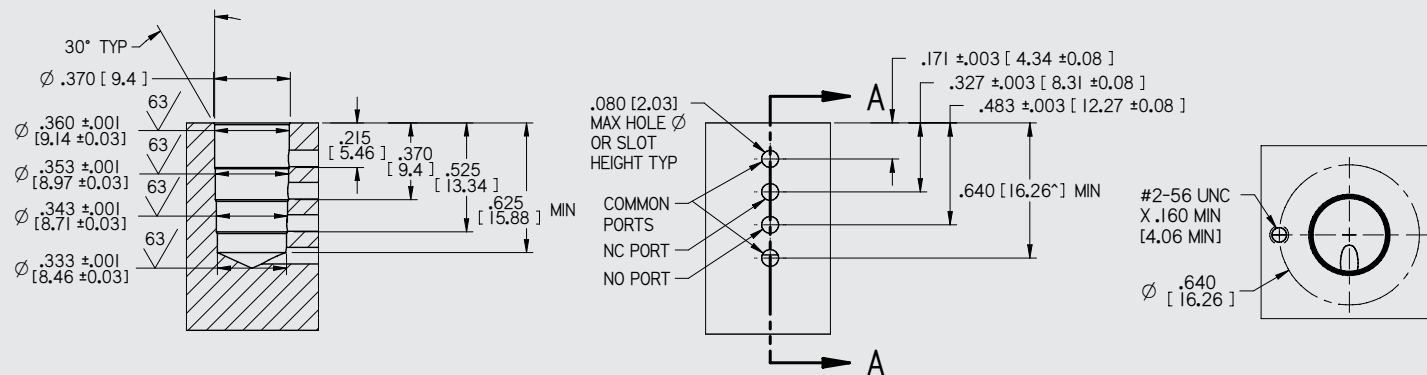 30° TYP
Ø .370 [ 9.4 ]
63
Ø .360 ±.001
[9.14 ±0.03]
63
Ø .353 ±.001
[8.97 ±0.03]
63
Ø .343 ±.001
[8.71 ±0.03]
63
Ø .333 ±.001
[8.46 ±0.03]
.215
[ 5.46 ]
.370
[ 9.4 ]
.525
[ 13.34 ]
.625
[ 15.88 ] MIN
.080 [2.03]
MAX HOLE Ø
OR SLOT
HEIGHT TYP
COMMON
PORTS
NC PORT
NO PORT
A
A
.171 ±.003 [ 4.34 ±0.08 ]
.327 ±.003 [ 8.31 ±0.08 ]
.483 ±.003 [ 12.27 ±0.08 ]
.640 [16.26^] MIN
#2-56 UNC
X .160 MIN
[4.06 MIN]
Ø .640
[ 16.26 ]